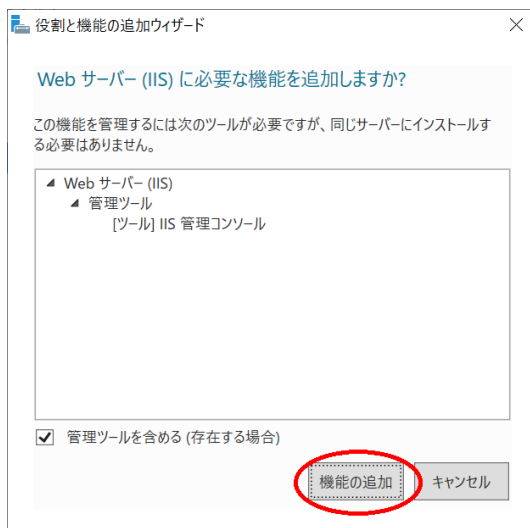 役割と機能の追加ウィザード
Web サーバー (IIS) に必要な機能を追加しますか?
この機能を管理するには次のツールが必要ですが、同じサーバーにインストールす
る必要はありません。
Web サーバー (IIS)
管理ツール
[ツール] IIS 管理コンソール
管理ツールを含める (存在する場合)
機能の追加
キャンセル